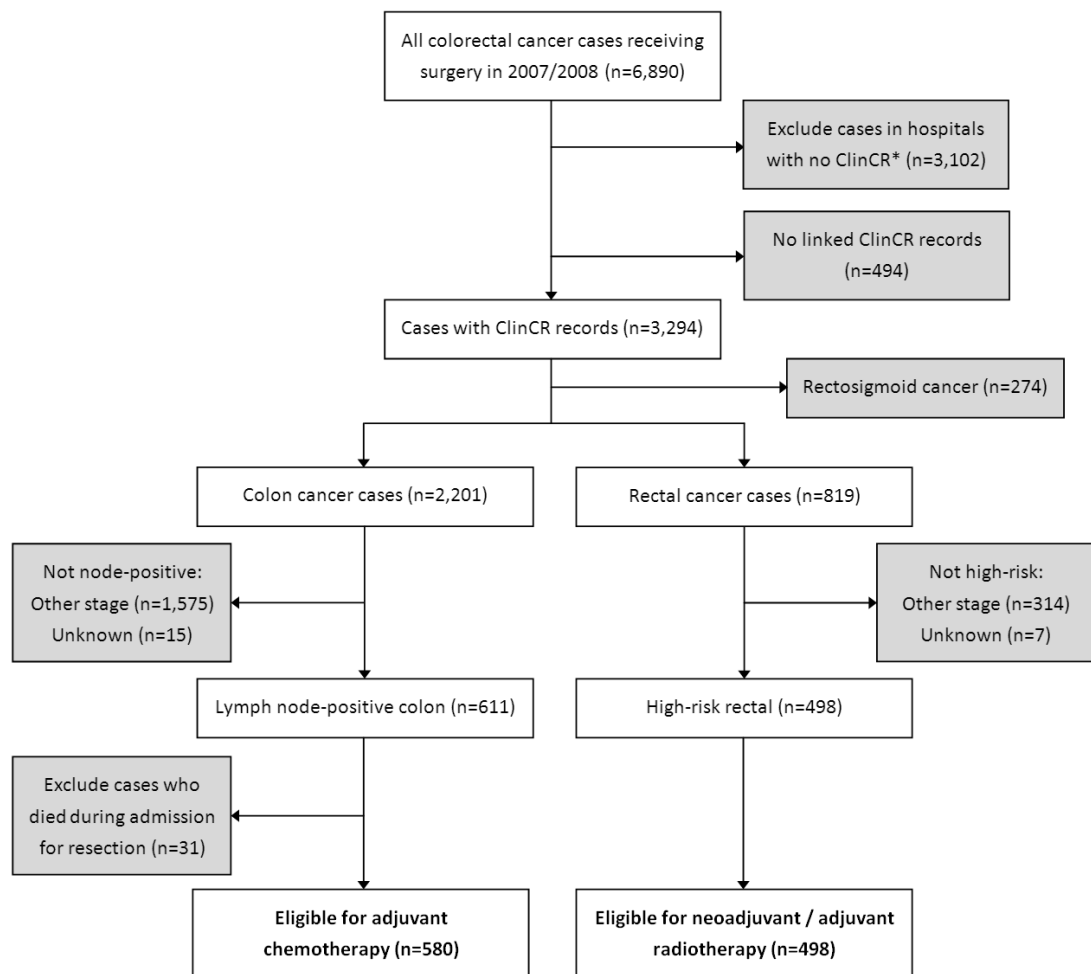 All colorectal cancer cases receiving
surgery in 2007/2008 (n=6,890)
Exclude cases in hospitals
with no ClinCR* (n=3,102)
No linked ClinCR records
(n=494)
Cases with ClinCR records (n=3,294)
Rectosigmoid cancer (n=274)
Colon cancer cases (n=2,201)
Rectal cancer cases (n=819)
Not node-positive:
Other stage (n=1,575)
Unknown (n=15)
Not high-risk:
Other stage (n=314)
Unknown (n=7)
Lymph node-positive colon (n=611)
High-risk rectal (n=498)
Exclude cases who
died during admission
for resection (n=31)
Eligible for adjuvant
chemotherapy (n=580)
Eligible for neoadjuvant / adjuvant
radiotherapy (n=498)